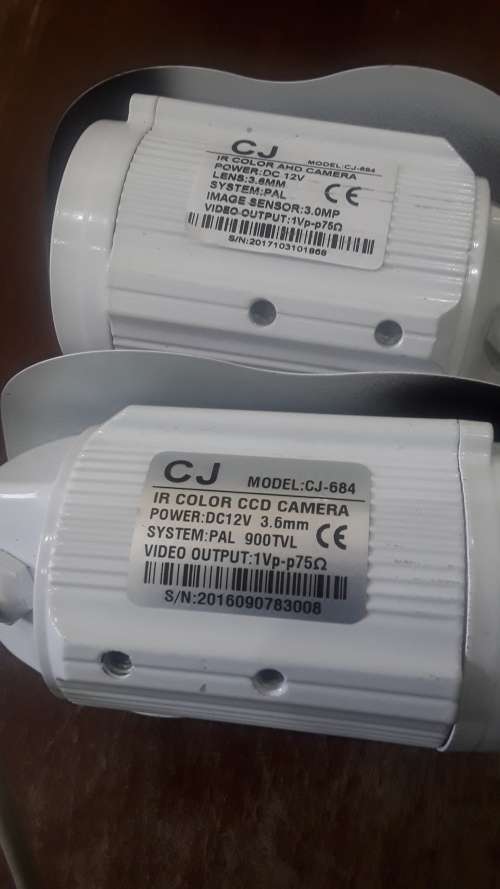 CJ MODEL:CJ-684
IR COLOR AHD CAMERA
POWER:DC 12V
LENS:3.6MM
SYSTEM:PAL CE
IMAGE SENSOR:3.0MP
VIDEO OUTPUT:1Vp-p75Ω
S/N:2017103101868
CJ MODEL:CJ-684
IR COLOR CCD CAMERA
POWER:DC12V 3.6mm
SYSTEM:PAL 900TVL CE
VIDEO OUTPUT:1Vp-p75Ω
S/N:2016090783008